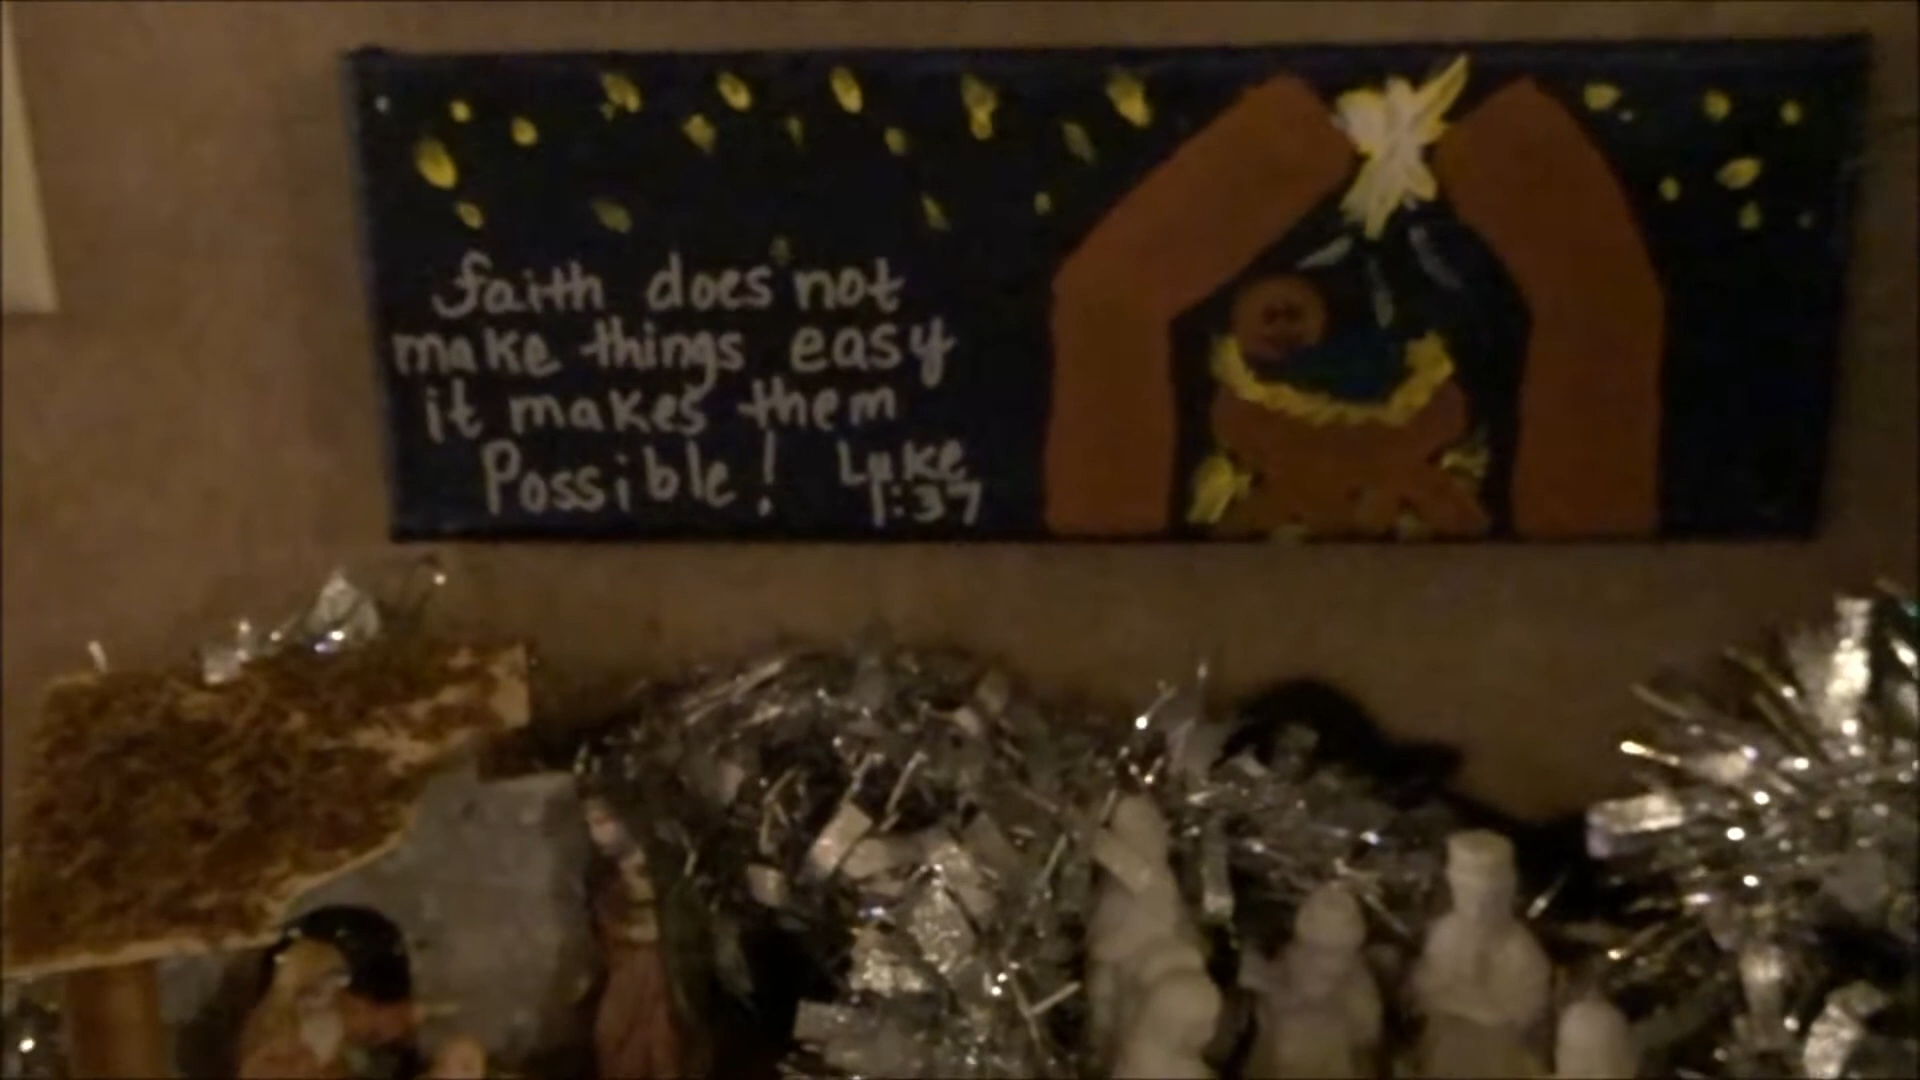 faith does not
make things easy
it makes them
Possible! Luke
1:37